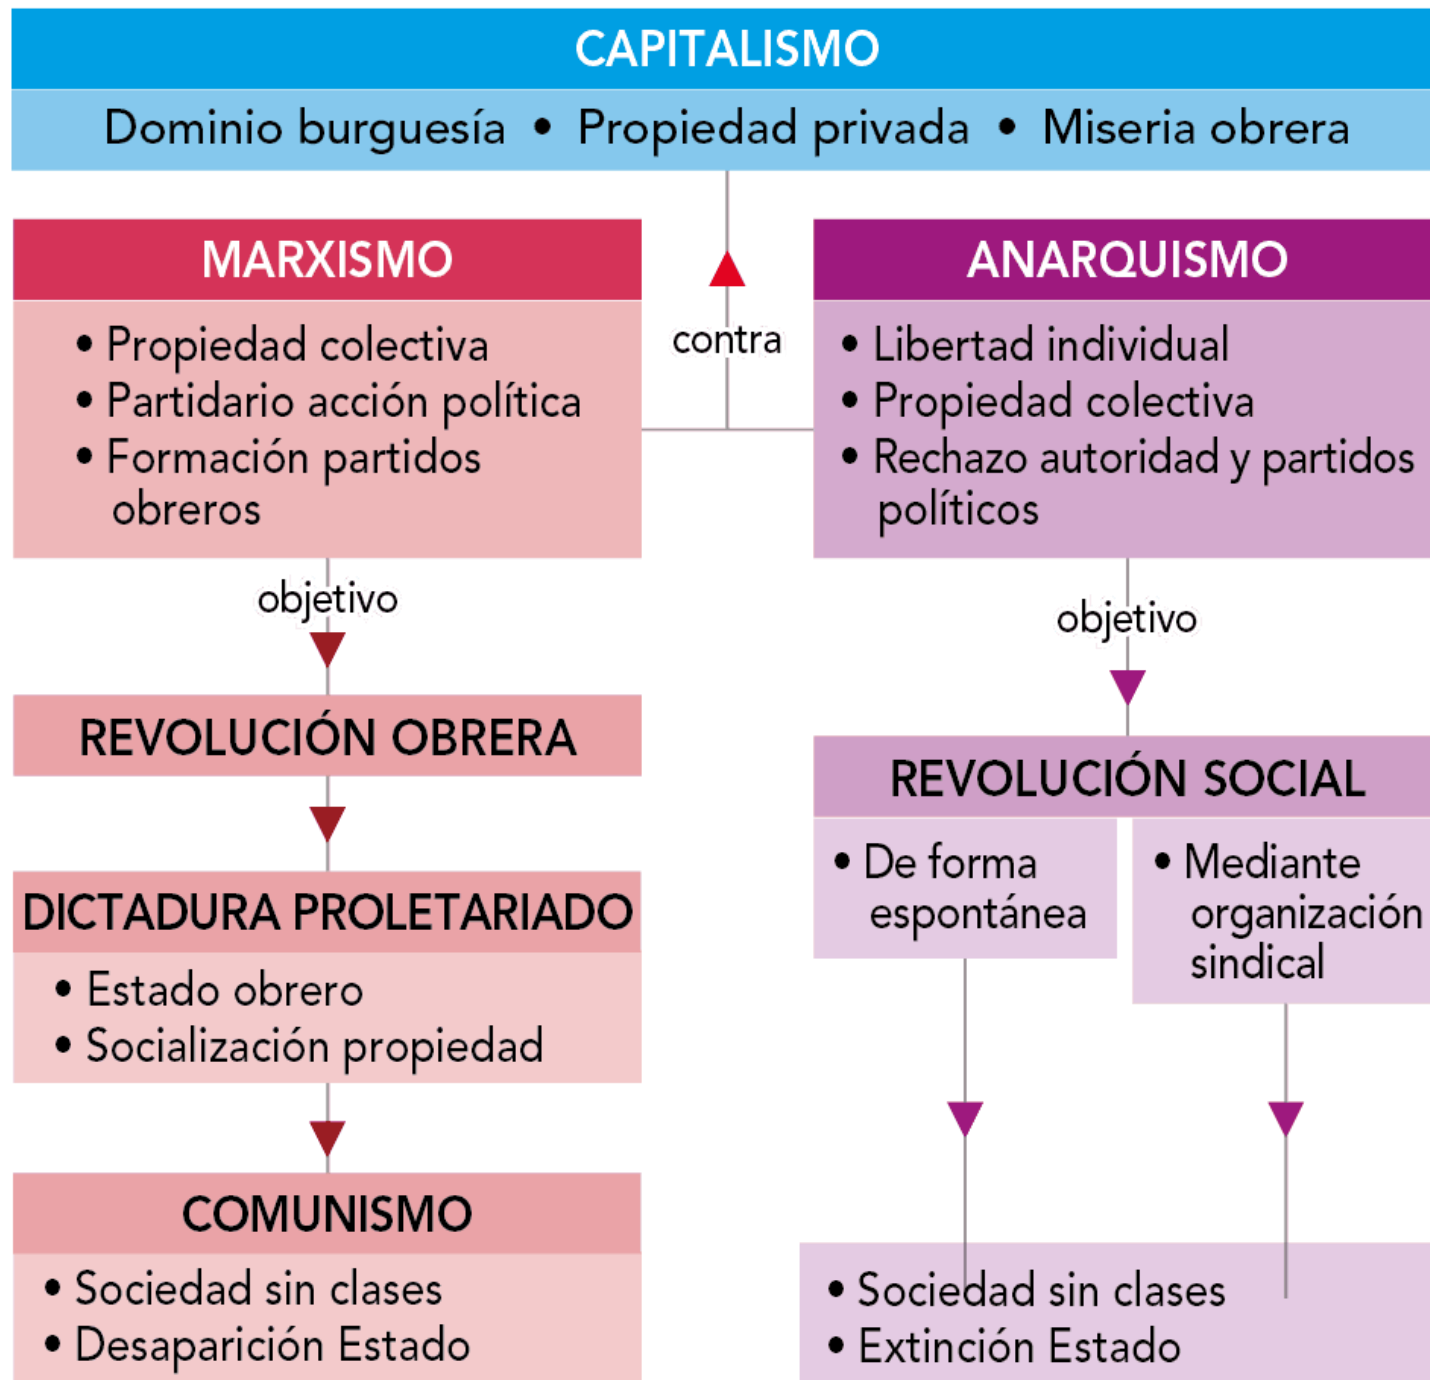 CAPITALISMO
Dominio burguesía • Propiedad privada • Miseria obrera
MARXISMO
• Propiedad colectiva
• Partidario acción política
• Formación partidos
obreros
contra
ANARQUISMO
• Libertad individual
• Propiedad colectiva
• Rechazo autoridad y partidos
políticos
objetivo
REVOLUCIÓN OBRERA
DICTADURA PROLETARIADO
• Estado obrero
• Socialización propiedad
COMUNISMO
• Sociedad sin clases
• Desaparición Estado
objetivo
REVOLUCIÓN SOCIAL
• De forma
espontánea
• Mediante
organización
sindical
• Sociedad sin clases
• Extinción Estado